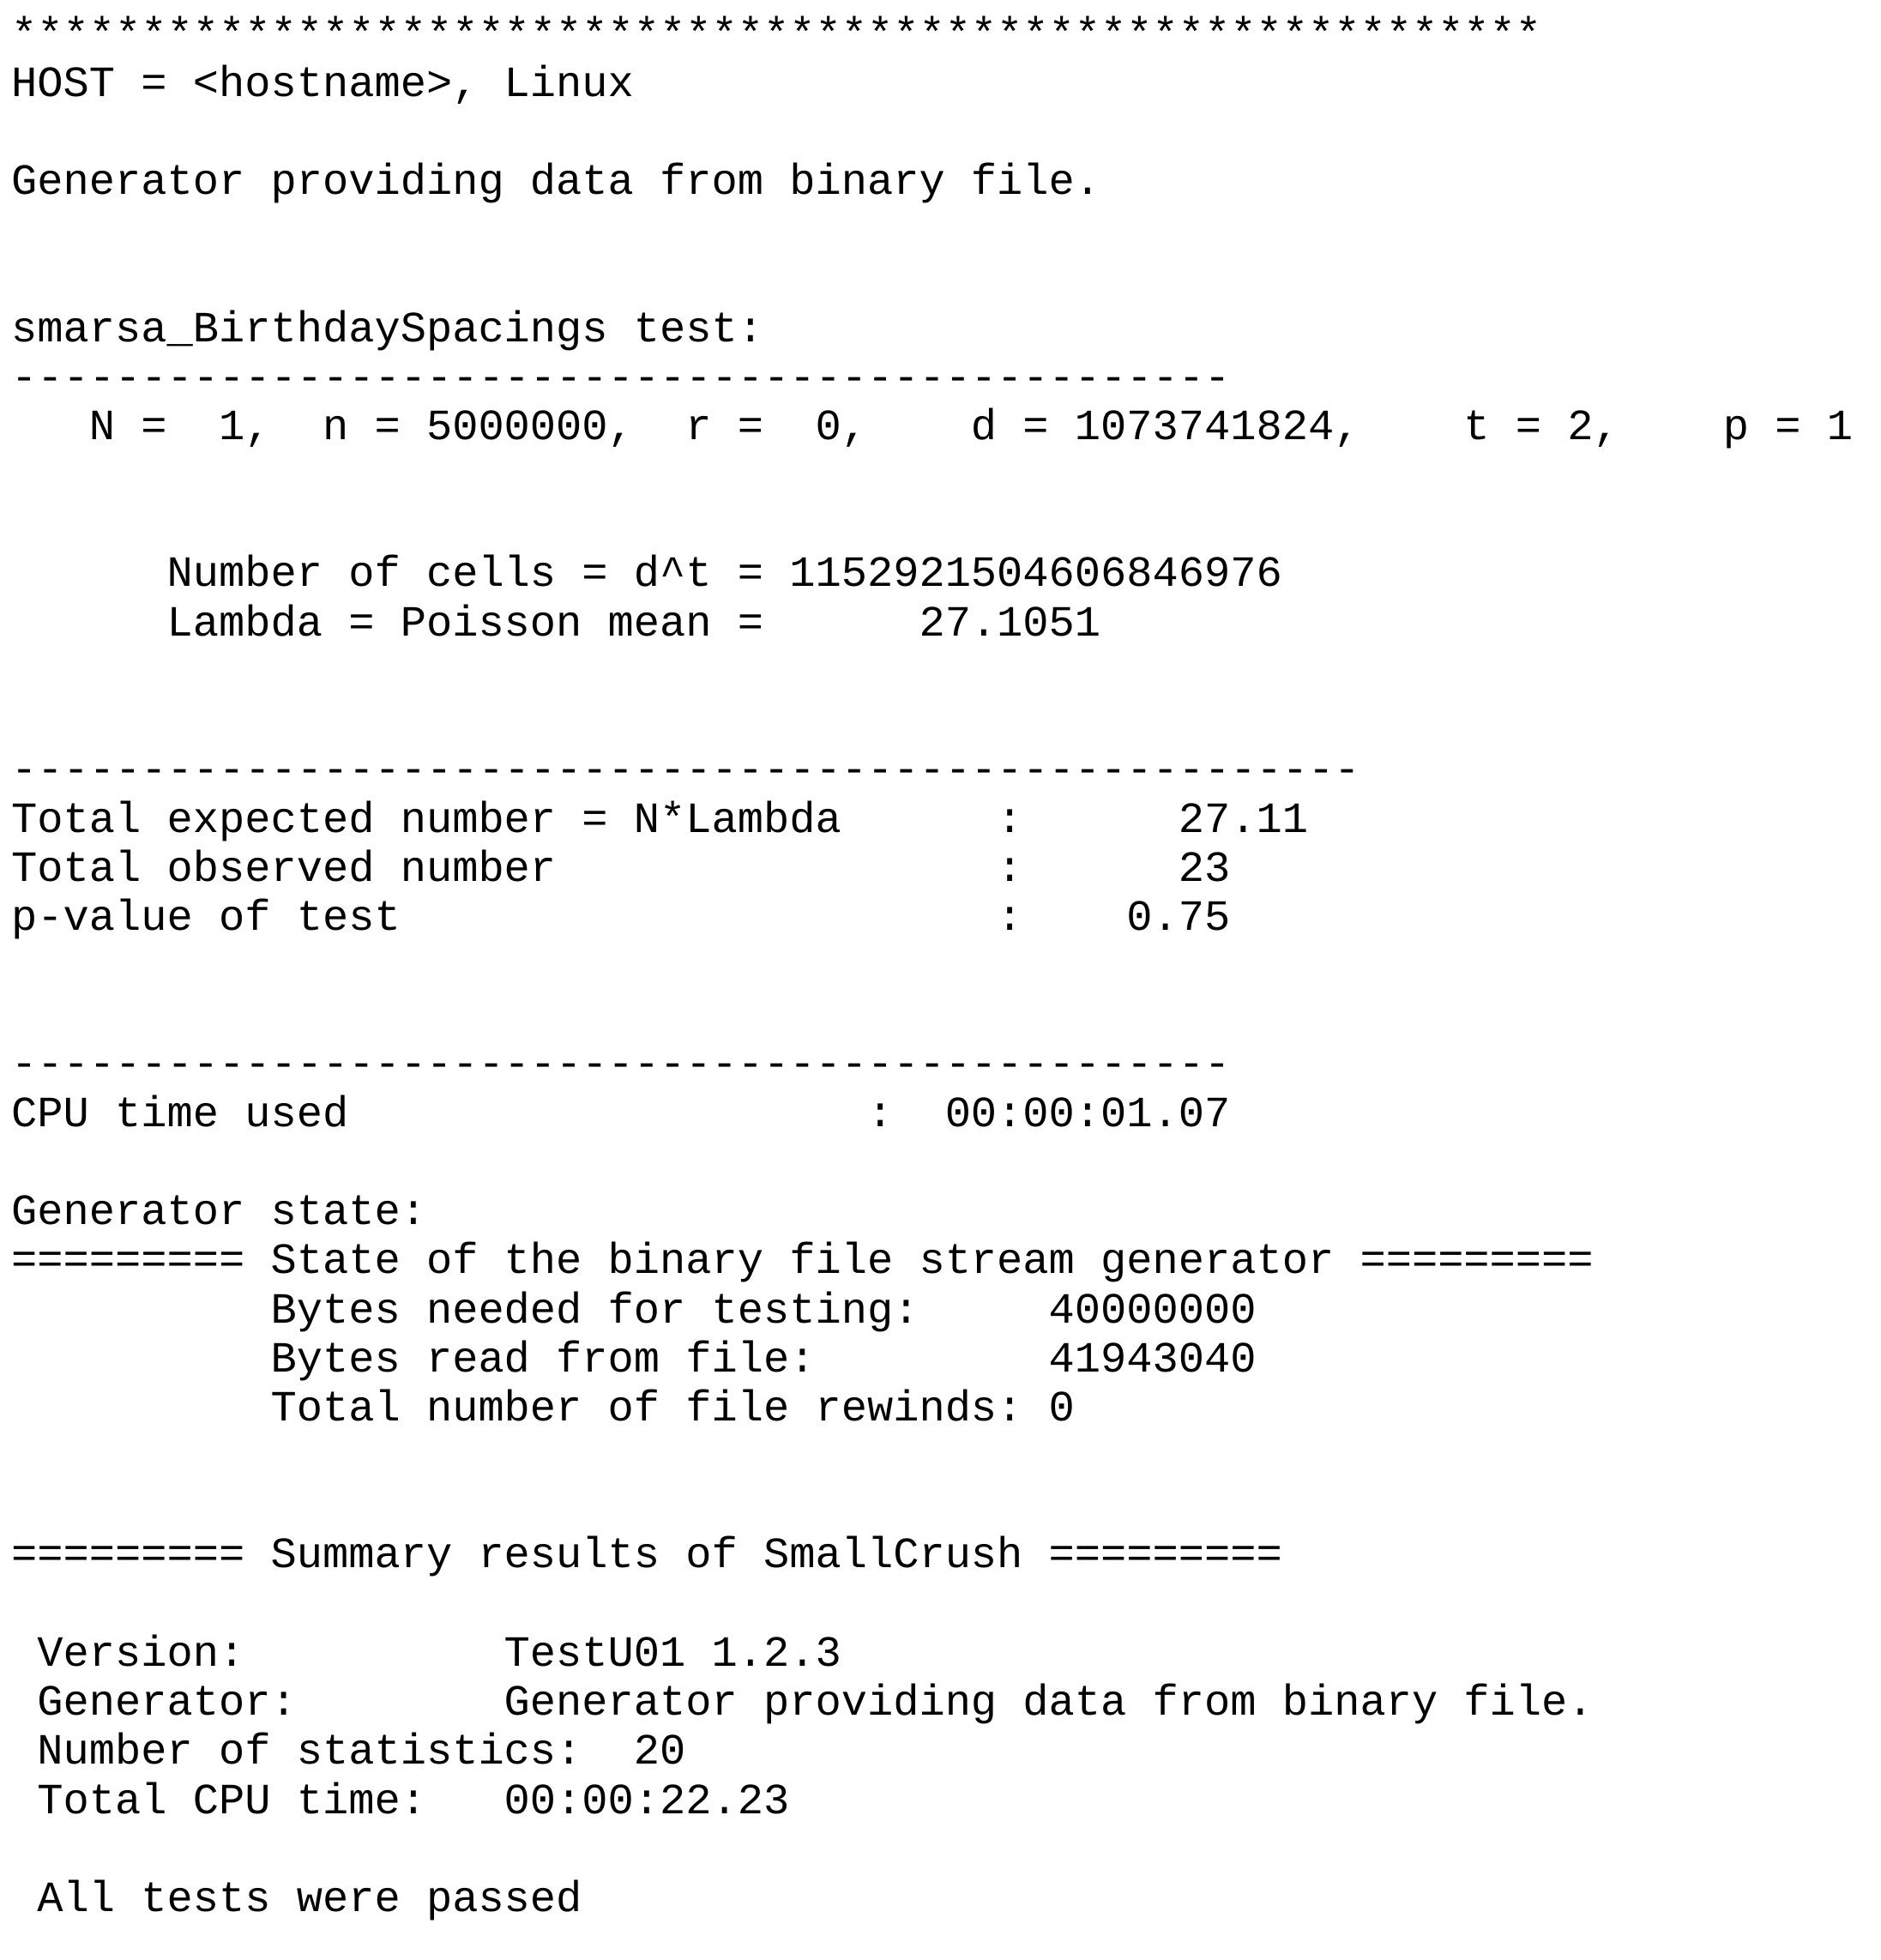 ***********************************************************
HOST = <hostname>, Linux
Generator providing data from binary file.
smarsa_BirthdaySpacings test:
-----------------------------------------------
   N =  1,  n = 5000000,  r =  0,    d = 1073741824,    t = 2,    p = 1
      Number of cells = d^t = 1152921504606846976
      Lambda = Poisson mean =      27.1051
----------------------------------------------------
Total expected number = N*Lambda      :      27.11
Total observed number                 :      23
p-value of test                       :    0.75
-----------------------------------------------
CPU time used                    :  00:00:01.07
Generator state:
========= State of the binary file stream generator =========
          Bytes needed for testing:     40000000
          Bytes read from file:         41943040
          Total number of file rewinds: 0
========= Summary results of SmallCrush =========
 Version:          TestU01 1.2.3
 Generator:        Generator providing data from binary file.
 Number of statistics:  20
 Total CPU time:   00:00:22.23
 All tests were passed